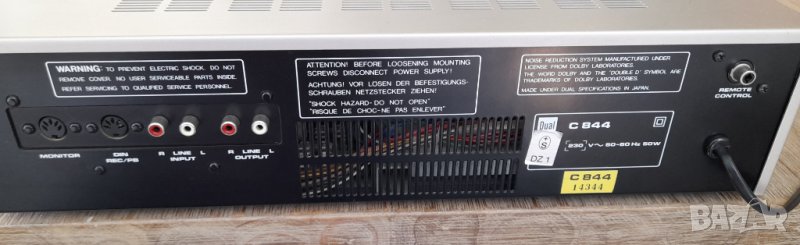 WARNING: TO PREVENT ELECTRIC SHOCK. DO NOT
REMOVE COVER. NO USER SERVICEABLE PARTS INSIDE.
REFER SERVICING TO QUALIFIED SERVICE PERSONNEL.
ATTENTION! BEFORE LOOSENING MOUNTING
SCREWS DISCONNECT POWER SUPPLY!
ACHTUNG! VOR LÖSEN DER BEFESTIGUNGS-
SCHRAUBEN NETZSTECKER ZIEHEN!
"SHOCK HAZARD-DO NOT OPEN"
"RISQUE DE CHOC-NE PAS ENLEVER"
NOISE REDUCTION SYSTEM MANUFACTURED UNDER
LICENSE FROM DOLBY LABORATORIES.
THE WORD DOLBY AND THE 'DOUBLE D' SYMBOL ARE
TRADEMARKS OF DOLBY LABORATORIES.
MADE UNDER DUAL SPECIFICATIONS IN JAPAN.
REMOTE
CONTROL
MONITOR
DIN
REC/PB
R LINE L
INPUT
R LINE L
OUTPUT
Dual
C 844
+
S
DZ 1
230 V~ 50-60 Hz 50W
C 844
14344
BAZAR.bg